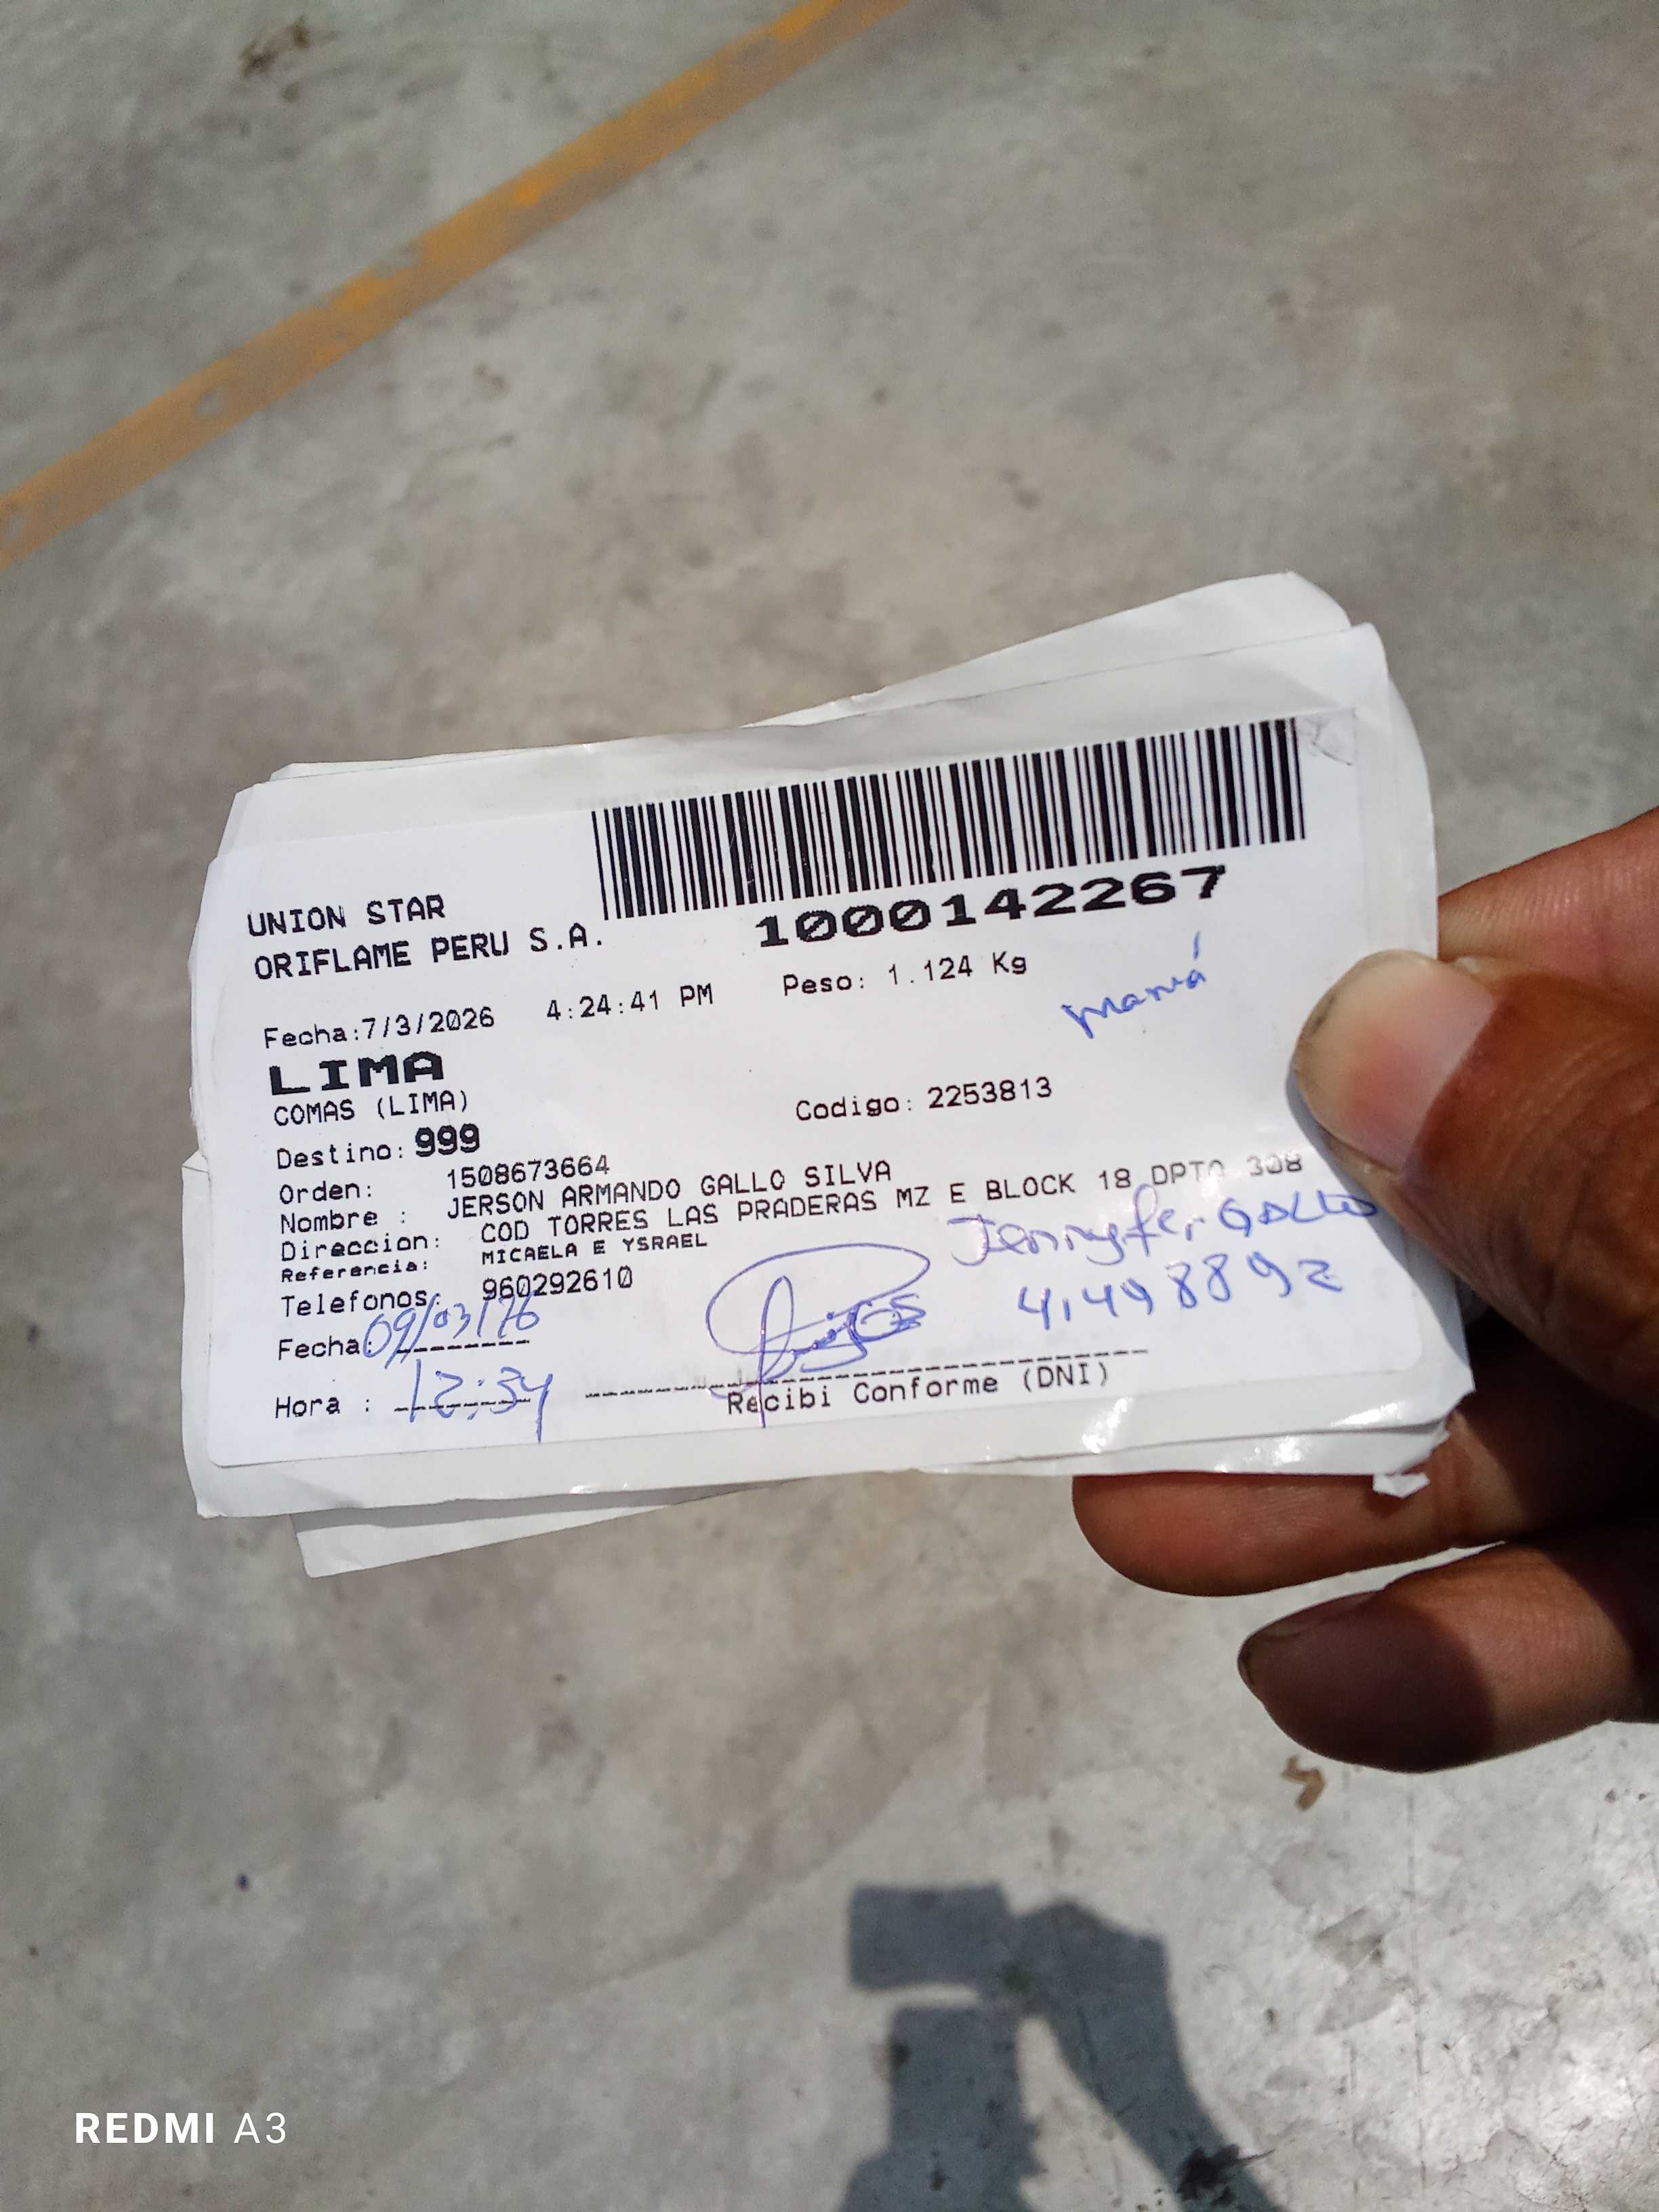 1000142267
UNION STAR
ORIFLAME PERU S.A.
Fecha:7/3/2026 4:24:41 PM Peso: 1.124 Kg
mamá
LIMA
COMAS (LIMA)
Destino: 999 Codigo: 2253813
Orden: 1508673664
Nombre : JERSON ARMANDO GALLO SILVA
Direccion: COD TORRES LAS PRADERAS MZ E BLOCK 18 DPTO 308
Referencia: MICAELA E YSRAEL
Telefonos: 960292610
Jennyfer Gallo
Fecha: 09/03/26
Hora : 12:34
Recibi Conforme (DNI)
REDMI A3